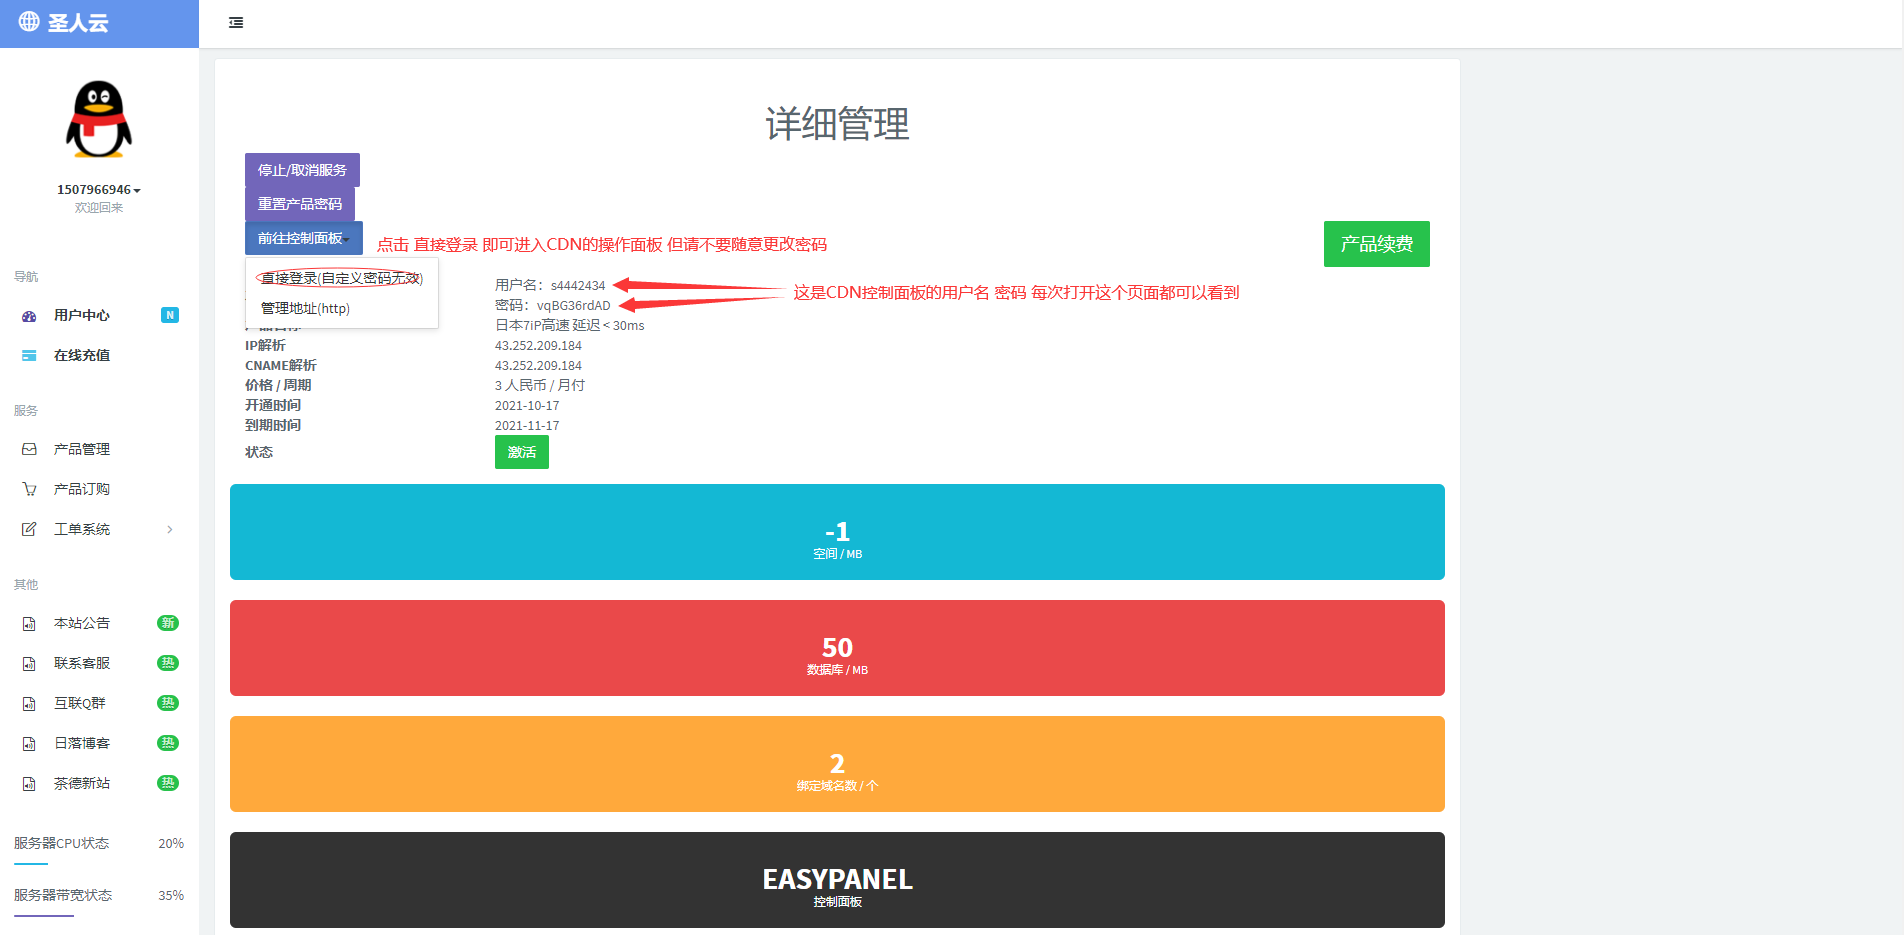 圣人云
1507966946
欢迎回来
导航
用户中心 N
在线充值
服务
产品管理
产品订购
工单系统
其他
本站公告 新
联系客服 热
互联Q群 热
日落博客 热
茶德新站 热
服务器CPU状态 20%
服务器带宽状态 35%
详细管理
停止/取消服务
重置产品密码
前往控制面板
点击 直接登录 即可进入CDN的操作面板 但请不要随意更改密码
产品续费
直接登录(自定义密码无效)
管理地址(http)
用户名：s4442434
密码：vqBG36rdAD
这是CDN控制面板的用户名 密码 每次打开这个页面都可以看到
产品名称 日本7iP高速 延迟 < 30ms
IP解析 43.252.209.184
CNAME解析 43.252.209.184
价格 / 周期 3 人民币 / 月付
开通时间 2021-10-17
到期时间 2021-11-17
状态 激活
-1
空间 / MB
50
数据库 / MB
2
绑定域名数 / 个
EASYPANEL
控制面板